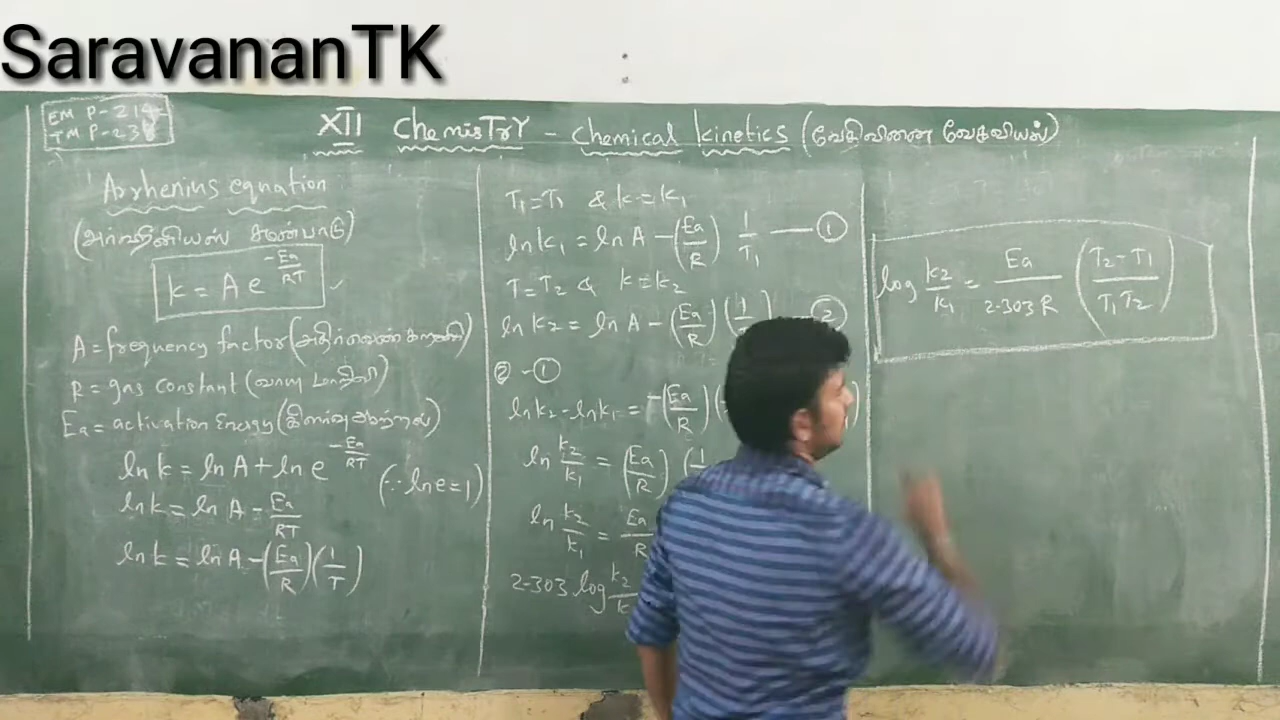 SaravananTK
EM P-214
TM P-23
XII Chemistry - Chemical kinetics (வேதிவினை வேகவியல்)
Arrhenius equation
(அர்ஹீனியஸ் சமன்பாடு)
k = A e^(-Ea/RT)
A = frequency factor (அதிர்வெண் காரணி)
R = gas constant (வாயு மாறிலி)
Ea = activation Energy (கிளர்வு ஆற்றல்)
ln k = ln A + ln e^(-Ea/RT)
(∵ ln e = 1)
ln k = ln A - Ea/RT
ln k = ln A - (Ea/R)(1/T)
T₁ = T₁ & k = k₁
ln k₁ = ln A - (Ea/R) 1/T₁ — ①
T = T₂ & k = k₂
ln k₂ = ln A - (Ea/R)(1/ — ②
② - ①
ln k₂ - ln k₁ = -(Ea/R)(
ln k₂/k₁ = (Ea/R)(1/
ln k₂/k₁ = Ea/R
2.303 log k₂/k
log k₂/k₁ = Ea/2.303 R ((T₂ - T₁)/T₁T₂)